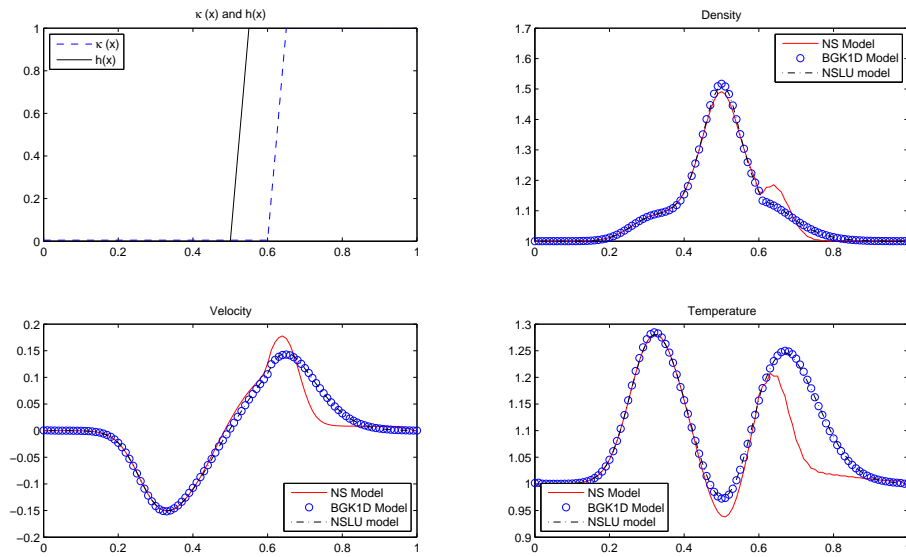 κ (x) and h(x)
1
0.8
0.6
0.4
0.2
0
0 0.2 0.4 0.6 0.8 1
κ (x)
h(x)
Density
1.7
1.6
1.5
1.4
1.3
1.2
1.1
1
0 0.2 0.4 0.6 0.8 1
NS Model
BGK1D Model
NSLU model
Velocity
0.2
0.15
0.1
0.05
0
−0.05
−0.1
−0.15
−0.2
0 0.2 0.4 0.6 0.8 1
NS Model
BGK1D Model
NSLU model
Temperature
1.3
1.25
1.2
1.15
1.1
1.05
1
0.95
0.9
0 0.2 0.4 0.6 0.8 1
NS Model
BGK1D Model
NSLU model